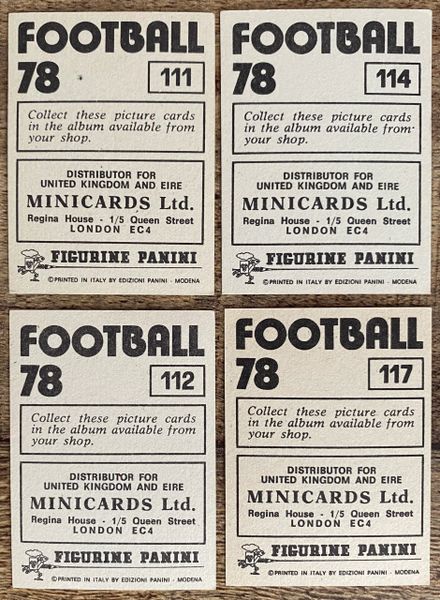 FOOTBALL
78 111
Collect these picture cards
in the album available from
your shop.
DISTRIBUTOR FOR
UNITED KINGDOM AND EIRE
MINICARDS Ltd.
Regina House - 1/5 Queen Street
LONDON EC4
FIGURINE PANINI
© PRINTED IN ITALY BY EDIZIONI PANINI - MODENA
FOOTBALL
78 114
Collect these picture cards
in the album available from
your shop.
DISTRIBUTOR FOR
UNITED KINGDOM AND EIRE
MINICARDS Ltd.
Regina House - 1/5 Queen Street
LONDON EC4
FIGURINE PANINI
© PRINTED IN ITALY BY EDIZIONI PANINI - MODENA
FOOTBALL
78 112
Collect these picture cards
in the album available from
your shop.
DISTRIBUTOR FOR
UNITED KINGDOM AND EIRE
MINICARDS Ltd.
Regina House - 1/5 Queen Street
LONDON EC4
FIGURINE PANINI
© PRINTED IN ITALY BY EDIZIONI PANINI - MODENA
FOOTBALL
78 117
Collect these picture cards
in the album available from
your shop.
DISTRIBUTOR FOR
UNITED KINGDOM AND EIRE
MINICARDS Ltd.
Regina House - 1/5 Queen Street
LONDON EC4
FIGURINE PANINI
© PRINTED IN ITALY BY EDIZIONI PANINI - MODENA